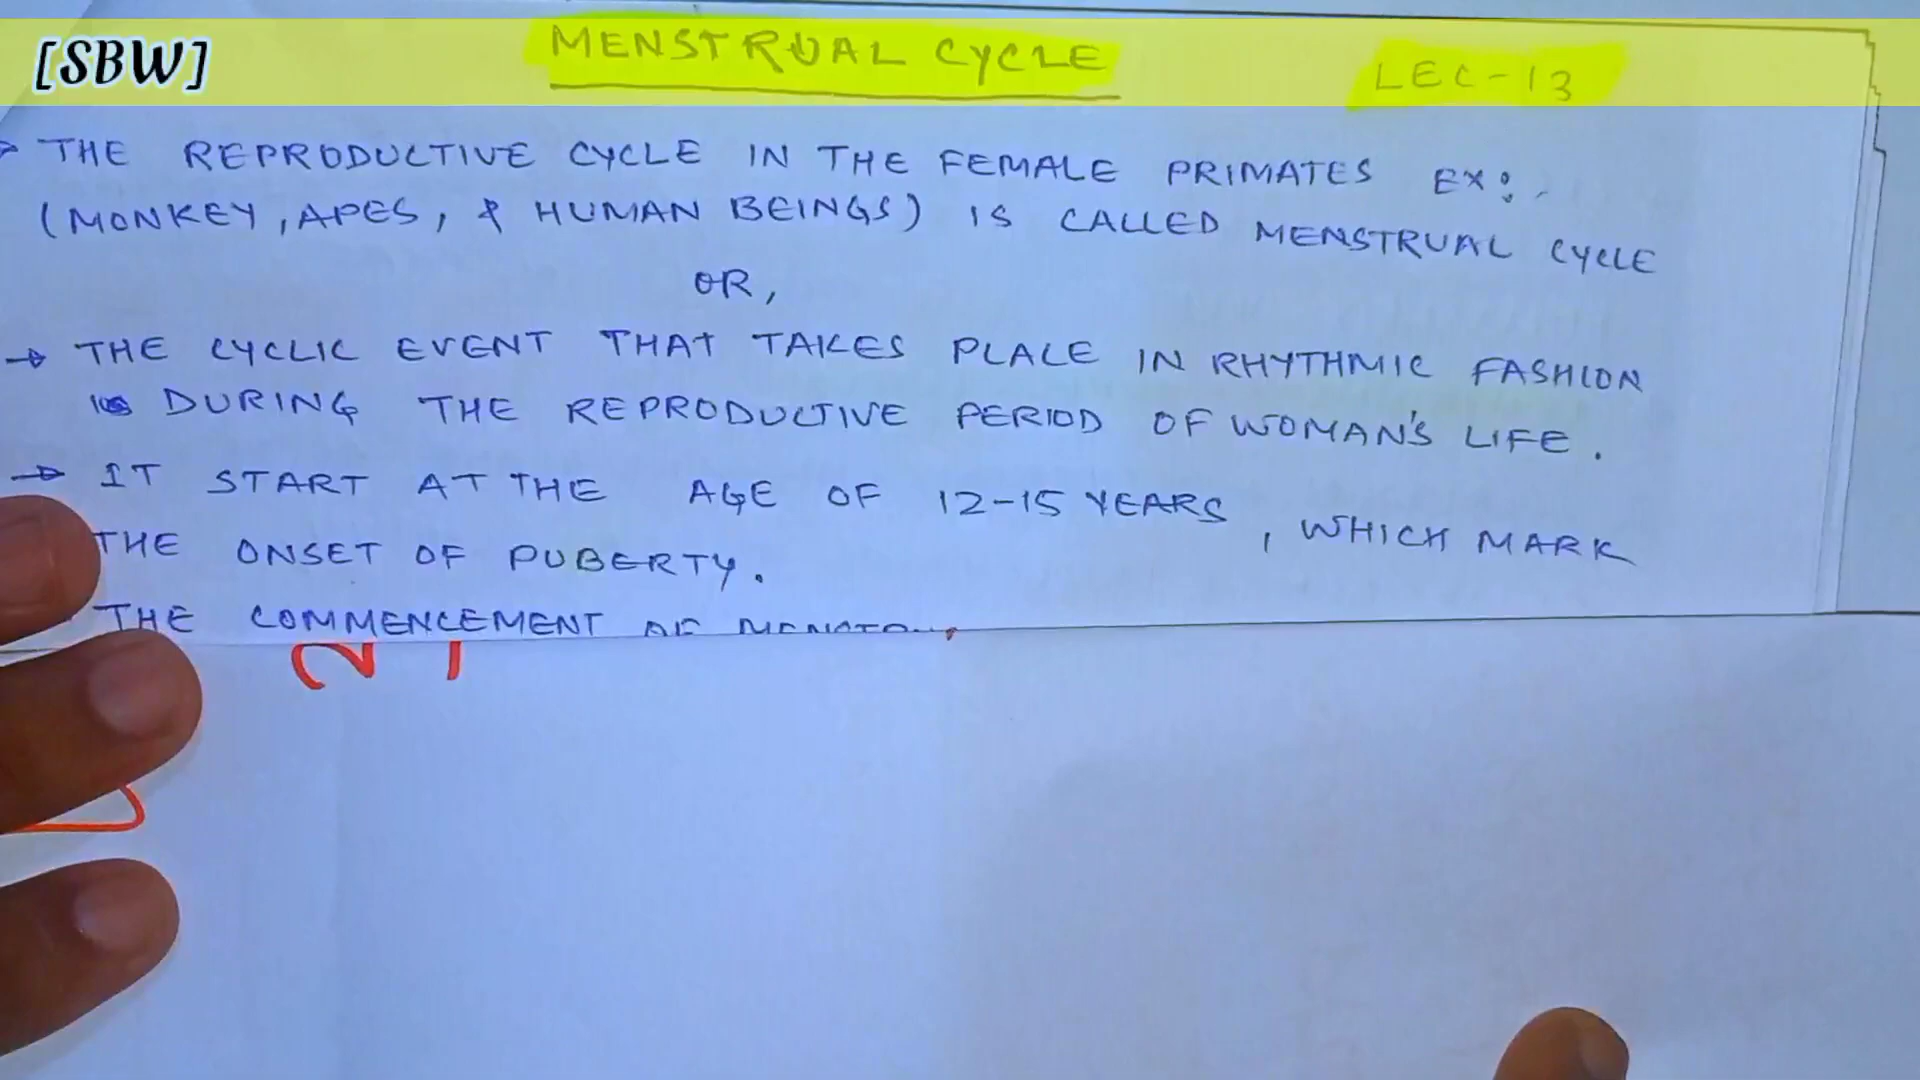 [SBW]
MENSTRUAL CYCLE
LEC-13
THE REPRODUCTIVE CYCLE IN THE FEMALE PRIMATES EX:-
(MONKEY, APES, & HUMAN BEINGS) IS CALLED MENSTRUAL CYCLE
OR,
→ THE CYCLIC EVENT THAT TAKES PLACE IN RHYTHMIC FASHION
DURING THE REPRODUCTIVE PERIOD OF WOMAN'S LIFE.
→ IT START AT THE AGE OF 12-15 YEARS, WHICH MARK
THE ONSET OF PUBERTY.
THE COMMENCEMENT OF